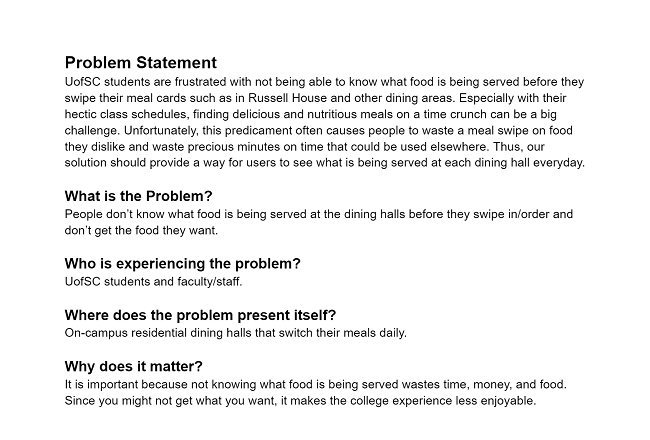 Problem Statement
UofSC students are frustrated with not being able to know what food is being served before they
swipe their meal cards such as in Russell House and other dining areas. Especially with their
hectic class schedules, finding delicious and nutritious meals on a time crunch can be a big
challenge. Unfortunately, this predicament often causes people to waste a meal swipe on food
they dislike and waste precious minutes on time that could be used elsewhere. Thus, our
solution should provide a way for users to see what is being served at each dining hall everyday.
What is the Problem?
People don’t know what food is being served at the dining halls before they swipe in/order and
don’t get the food they want.
Who is experiencing the problem?
UofSC students and faculty/staff.
Where does the problem present itself?
On-campus residential dining halls that switch their meals daily.
Why does it matter?
It is important because not knowing what food is being served wastes time, money, and food.
Since you might not get what you want, it makes the college experience less enjoyable.